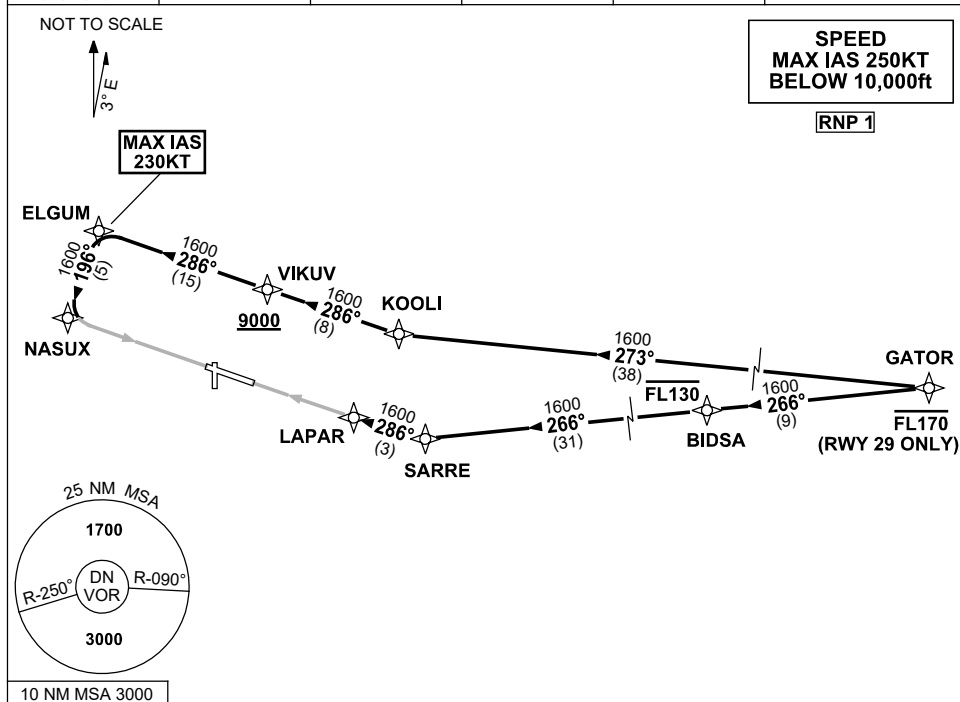 NOT TO SCALE
3° E
SPEED
MAX IAS 250KT
BELOW 10,000ft
RNP 1
MAX IAS
230KT
ELGUM
1600
196°
(5)
1600
286°
(15)
VIKUV
9000
1600
286°
(8)
KOOLI
NASUX
1600
273°
(38)
GATOR
FL170
(RWY 29 ONLY)
FL130
BIDSA
1600
266°
(9)
1600
266°
(31)
LAPAR
1600
286°
(3)
SARRE
25 NM MSA
1700
R-250°
DN
VOR
R-090°
3000
10 NM MSA 3000